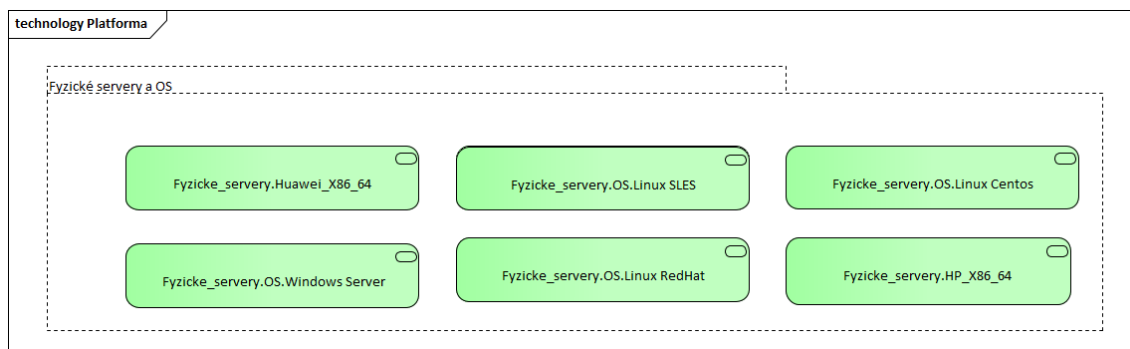 technology Platforma
Fyzické servery a OS
Fyzicke_servery.Huawei_X86_64
Fyzicke_servery.OS.Linux SLES
Fyzicke_servery.OS.Linux Centos
Fyzicke_servery.OS.Windows Server
Fyzicke_servery.OS.Linux RedHat
Fyzicke_servery.HP_X86_64